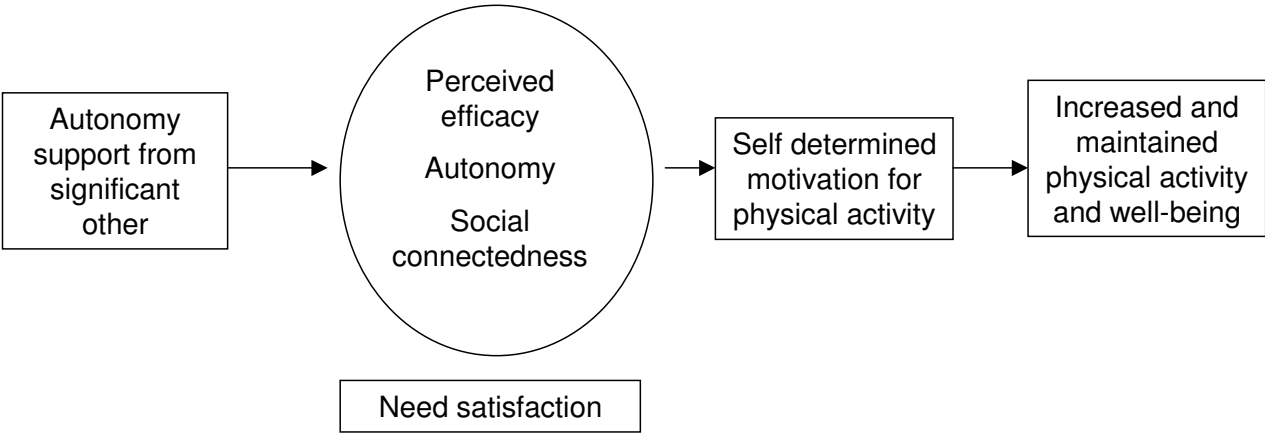 Autonomy
support from
significant
other
Perceived
efficacy
Autonomy
Social
connectedness
Need satisfaction
Self determined
motivation for
physical activity
Increased and
maintained
physical activity
and well-being